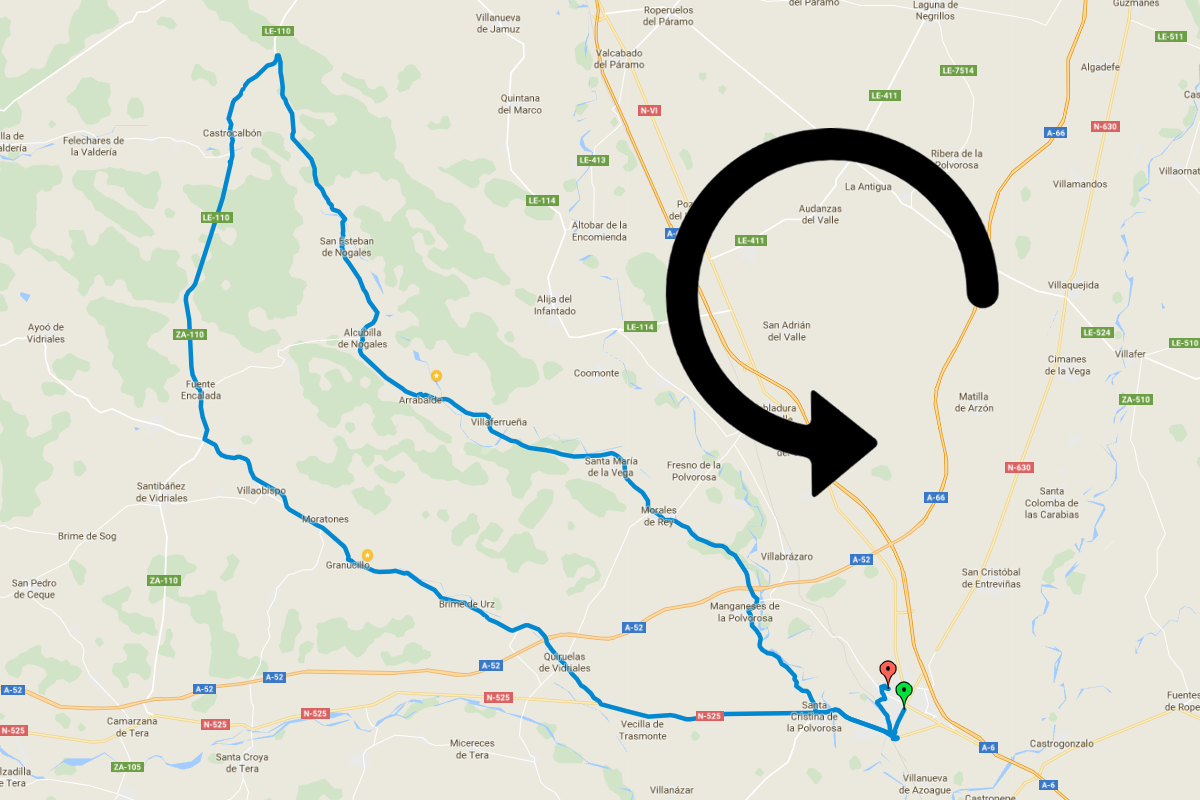 Villanueva
de Jamuz
Roperuelos
del Páramo
del Páramo
Laguna de
Negrillos
Guzmanes
LE-110
LE-511
Valcabado
del Páramo
LE-7514
Algadefe
LE-411
Quintana
del Marco
N-VI
N-630
A-66
Castrocalbón
Felechares de
la Valdería
LE-413
Ribera de la
Polvorosa
Villamandos
La Antigua
LE-114
Audanzas
del Valle
LE-110
Altobar de la
Encomienda
LE-411
San Esteban
de Nogales
Villaquejida
Alija del
Infantado
Ayoó de
Vidriales
ZA-110
Alcubilla
de Nogales
LE-114
San Adrián
del Valle
LE-524
LE-510
Villafer
Cimanes
de la Vega
Coomonte
Fuente
Encalada
Arrabalde
Matilla
de Arzón
ZA-510
Villaferrueña
Santa María
de la Vega
Fresno de la
Polvorosa
N-630
Santibáñez
de Vidriales
Villaobispo
A-66
Santa
Colomba de
las Carabias
Moratones
Morales
de Rey
Brime de Sog
Villabrázaro
A-52
Granucillo
San Pedro
de Ceque
ZA-110
San Cristóbal
de Entreviñas
Brime de Urz
Manganeses de
la Polvorosa
A-52
Quiruelas
de Vidriales
A-52
A-52
A-52
A-52
N-525
N-525
N-525
N-525
N-525
Santa
Cristina de
la Polvorosa
Fuentes
de Rope
Camarzana
de Tera
Vecilla de
Trasmonte
Micereces
de Tera
A-6
Castrogonzalo
Santa Croya
de Tera
ZA-105
Villanázar
Villanueva
de Azoague
A-6